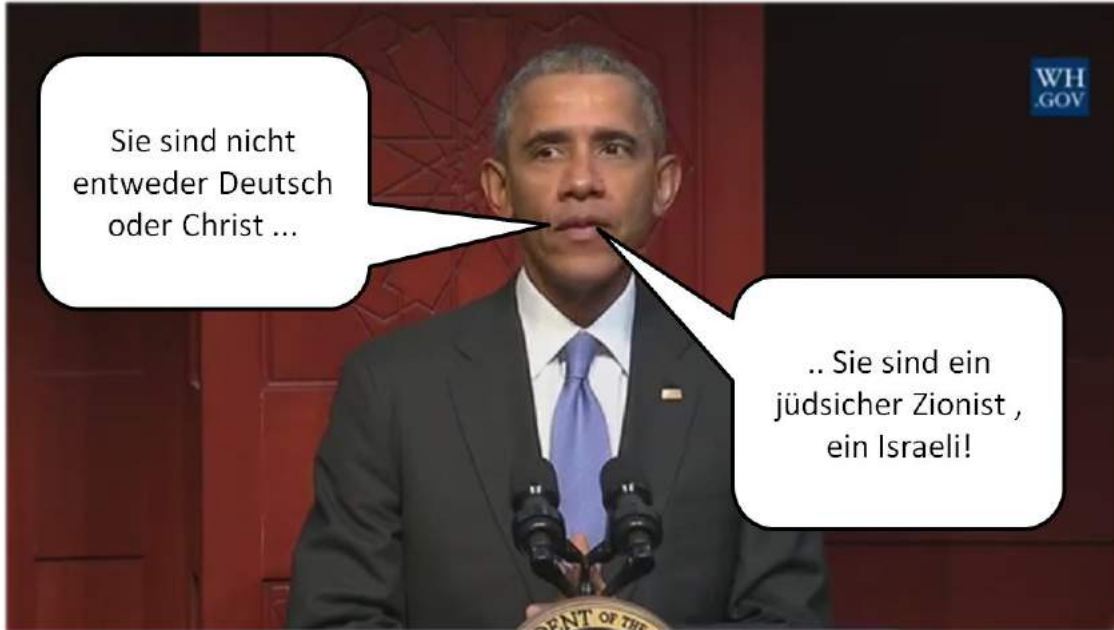 Sie sind nicht
entweder Deutsch
oder Christ ...
WH
.GOV
.. Sie sind ein
jüdsicher Zionist ,
ein Israeli!
ENT OF THE